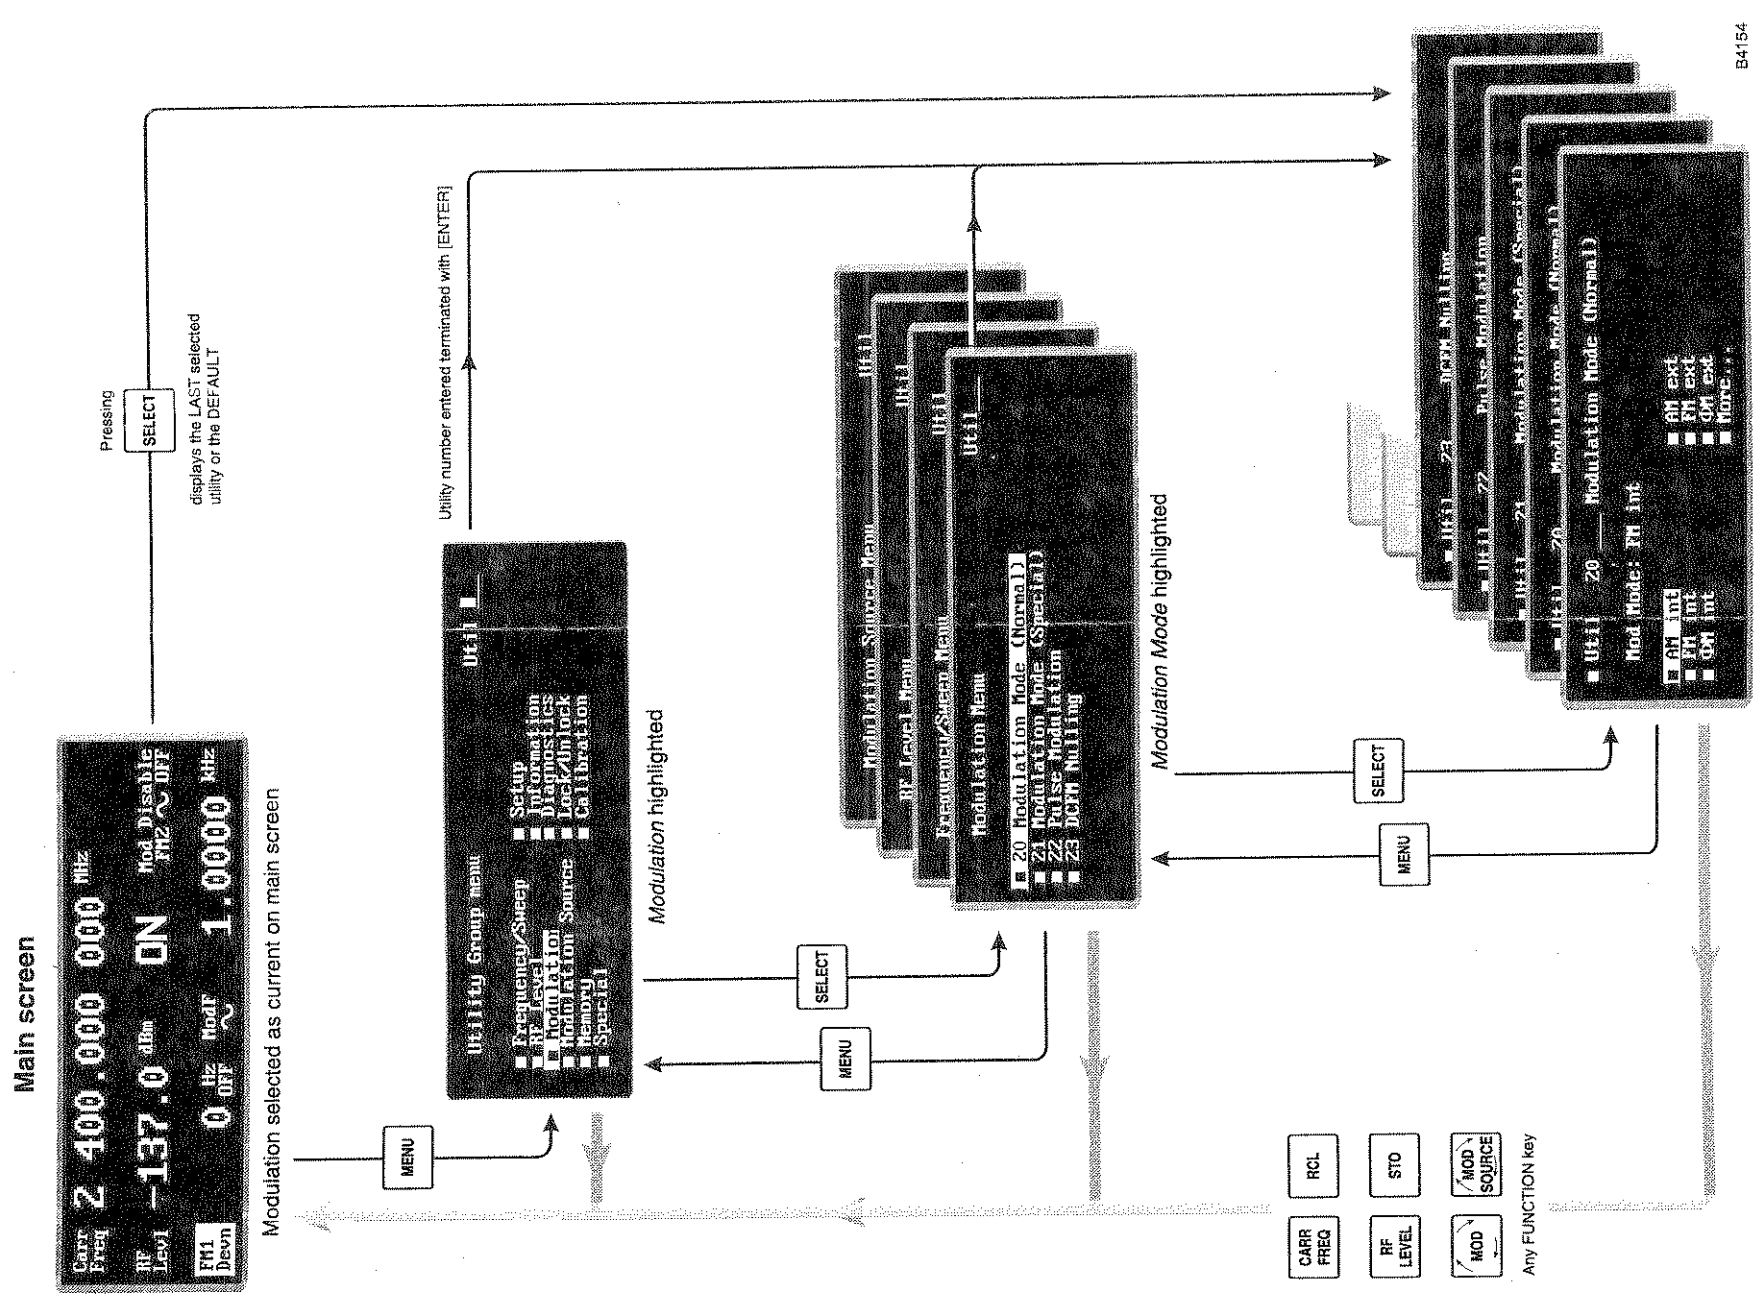 Main screen
Carr
Freq 2 400.000 000 MHz
RF
Levl -137.0 dBm ON Mod Disable
FM2 OFF
FM1
Devn 0 Hz
OFF ModF 1.0000 kHz
Modulation selected as current on main screen
Pressing
SELECT
displays the LAST selected
utility or the DEFAULT
MENU
Utility Group menu Util
Frequency/Sweep Setup
RF Level Information
Modulation Diagnostics
Modulation Source Lock/Unlock
Memory Calibration
Special
Utility number entered terminated with [ENTER]
Modulation highlighted
SELECT
MENU
Modulation Source Menu Util
RF Level Menu Util
Frequency/Sweep Menu Util
Modulation Menu Util
20 Modulation Mode (Normal)
21 Modulation Mode (Special)
22 Pulse Modulation
23 DCFM Nulling
Modulation Mode highlighted
SELECT
MENU
Util 23 DCFM Nulling
Util 22 Pulse Modulation
Util 21 Modulation Mode (Special)
Util 20 Modulation Mode (Normal)
Util 20 Modulation Mode (Normal)
Mod Mode: FM int
AM int AM ext
FM int FM ext
ΦM int ΦM ext
More...
CARR
FREQ
RCL
RF
LEVEL
STO
MOD
MOD
SOURCE
Any FUNCTION key
B4154